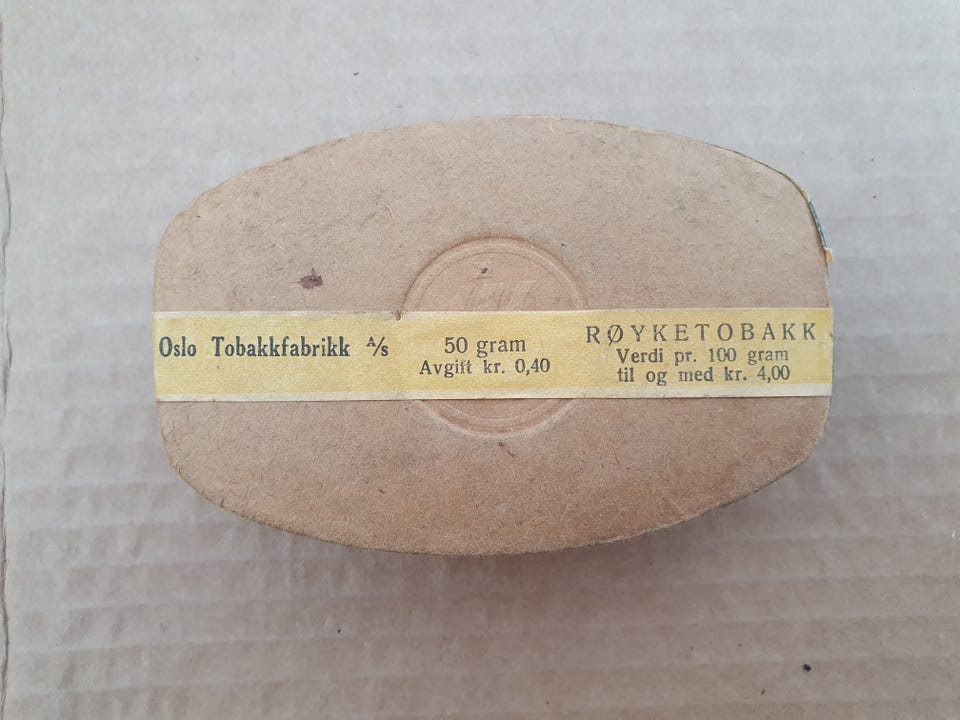 Oslo Tobakkfabrikk A/s
50 gram
Avgift kr. 0,40
RØYKETOBAKK
Verdi pr. 100 gram
til og med kr. 4,00